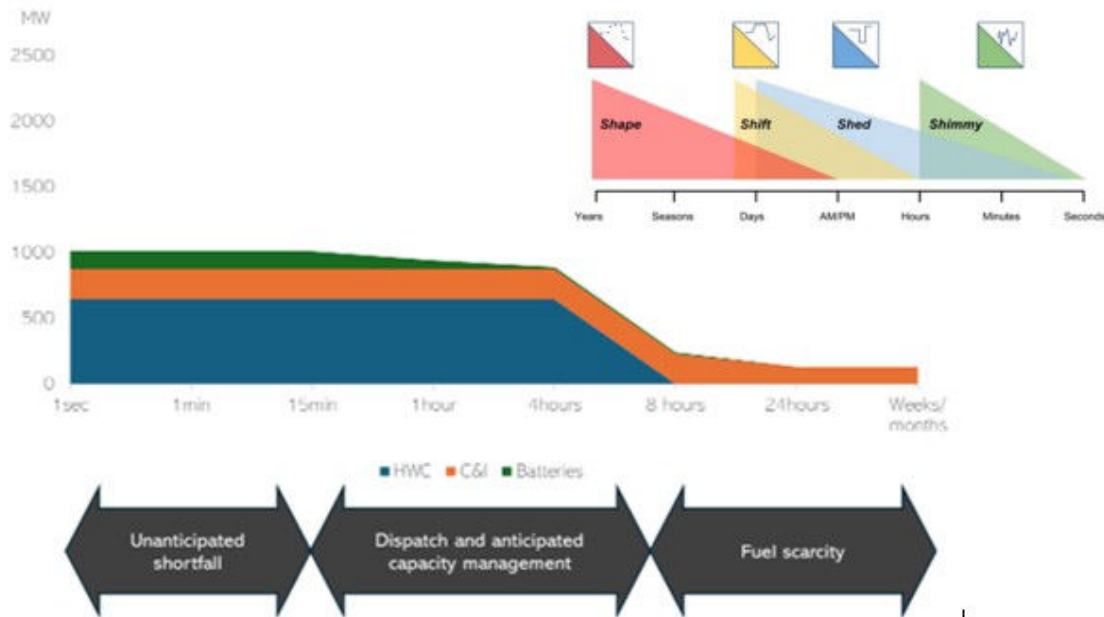 MW
2500
2000
1500
1000
500
0
1sec 1min 15min 1hour 4hours 8 hours 24hours Weeks/
months
HWC C&I Batteries
Shape Shift Shed Shimmy
Years Seasons Days AM/PM Hours Minutes Seconds
Unanticipated
shortfall
Dispatch and anticipated
capacity management
Fuel scarcity